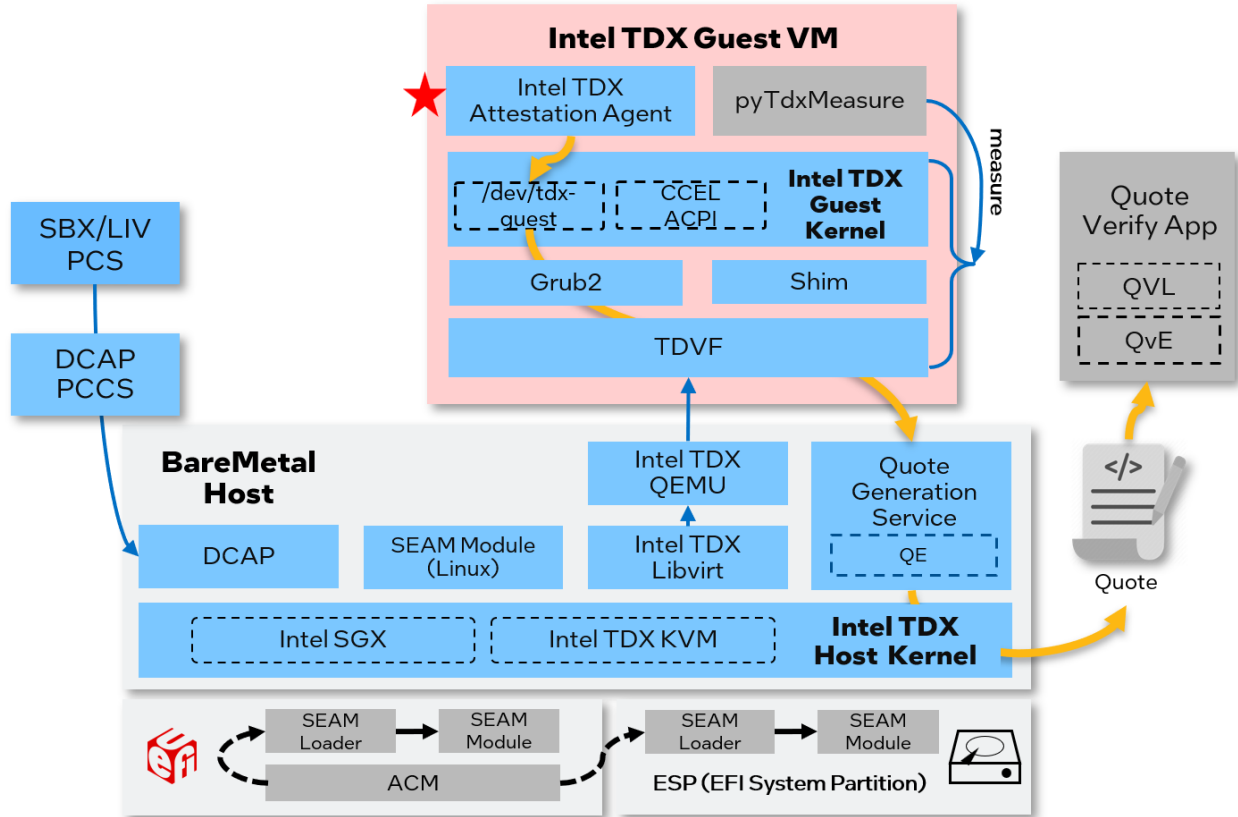 Intel TDX Guest VM
Intel TDX
Attestation Agent
pyTdxMeasure
measure
/dev/tdx-
guest
CCEL
ACPI
Intel TDX
Guest
Kernel
Grub2
Shim
TDVF
SBX/LIV
PCS
DCAP
PCCS
Quote
Verify App
QVL
QvE
</>
Quote
BareMetal
Host
Intel TDX
QEMU
Quote
Generation
Service
QE
DCAP
SEAM Module
(Linux)
Intel TDX
Libvirt
Intel SGX
Intel TDX KVM
Intel TDX
Host Kernel
UEFI
SEAM
Loader
SEAM
Module
ACM
SEAM
Loader
SEAM
Module
ESP (EFI System Partition)